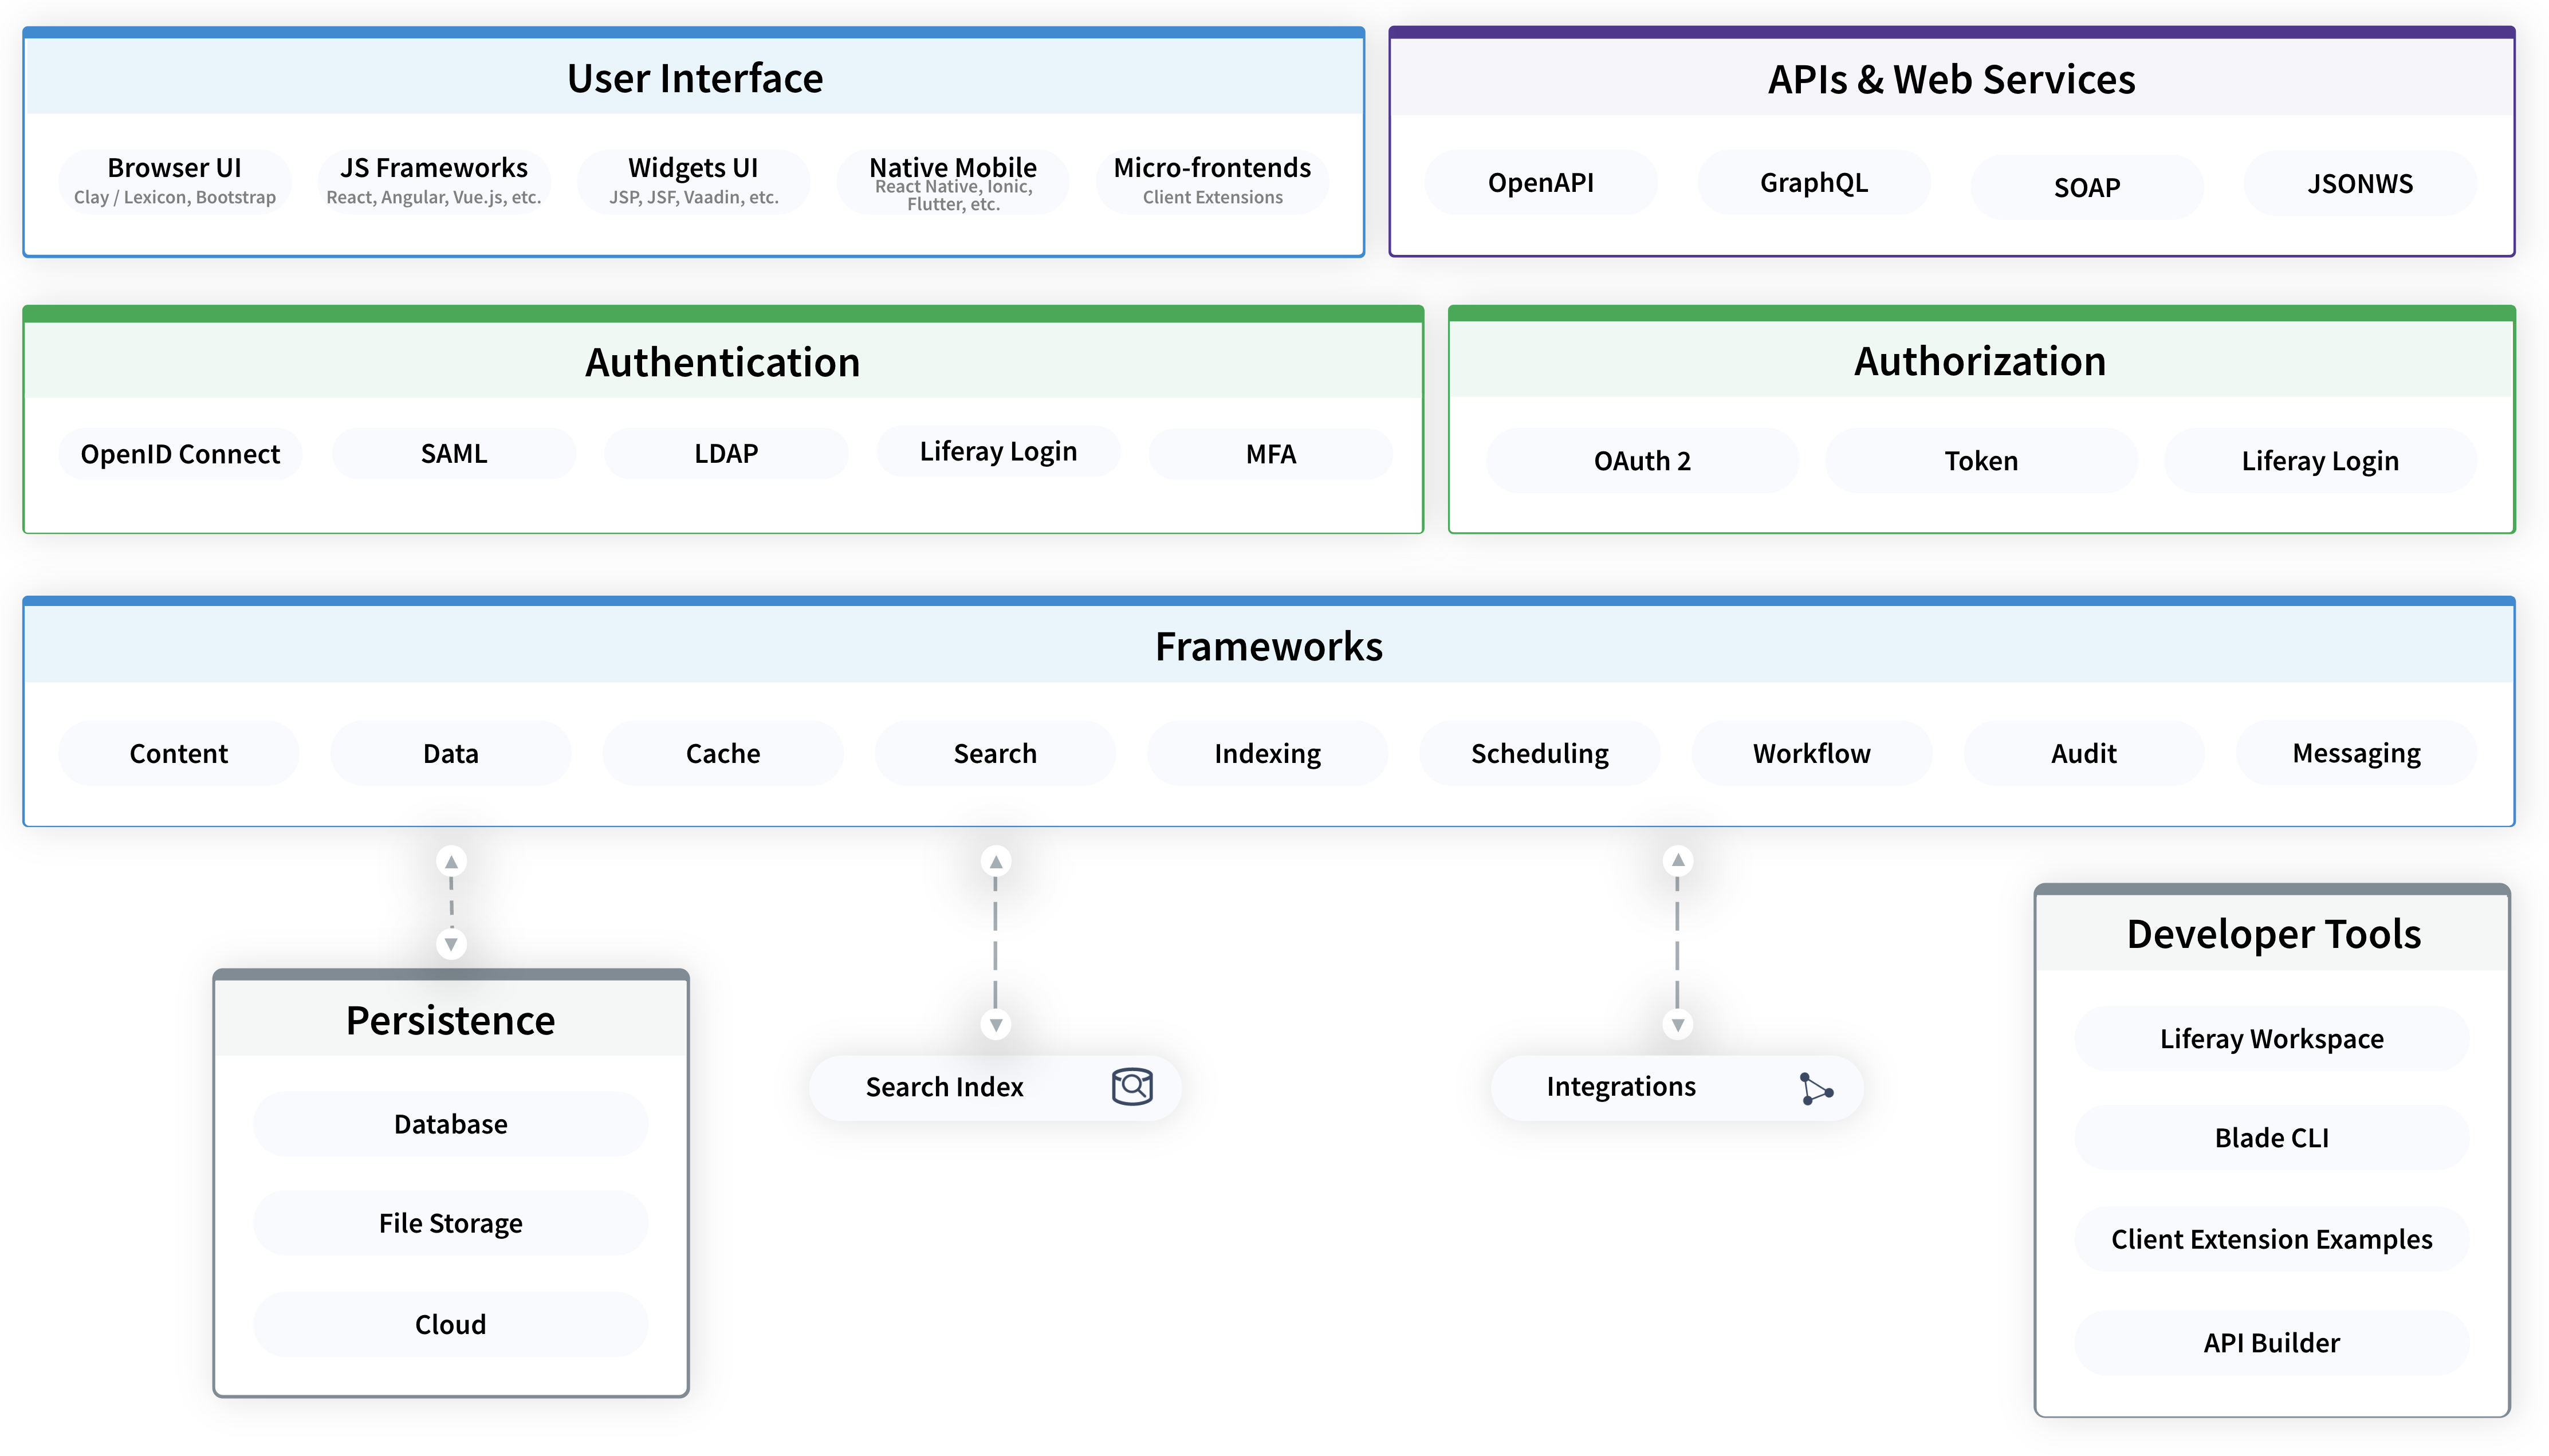 User Interface
Browser UI
Clay / Lexicon, Bootstrap
JS Frameworks
React, Angular, Vue.js, etc.
Widgets UI
JSP, JSF, Vaadin, etc.
Native Mobile
React Native, Ionic,
Flutter, etc.
Micro-frontends
Client Extensions
APIs & Web Services
OpenAPI
GraphQL
SOAP
JSONWS
Authentication
OpenID Connect
SAML
LDAP
Liferay Login
MFA
Authorization
OAuth 2
Token
Liferay Login
Frameworks
Content
Data
Cache
Search
Indexing
Scheduling
Workflow
Audit
Messaging
Persistence
Database
File Storage
Cloud
Search Index
Integrations
Developer Tools
Liferay Workspace
Blade CLI
Client Extension Examples
API Builder